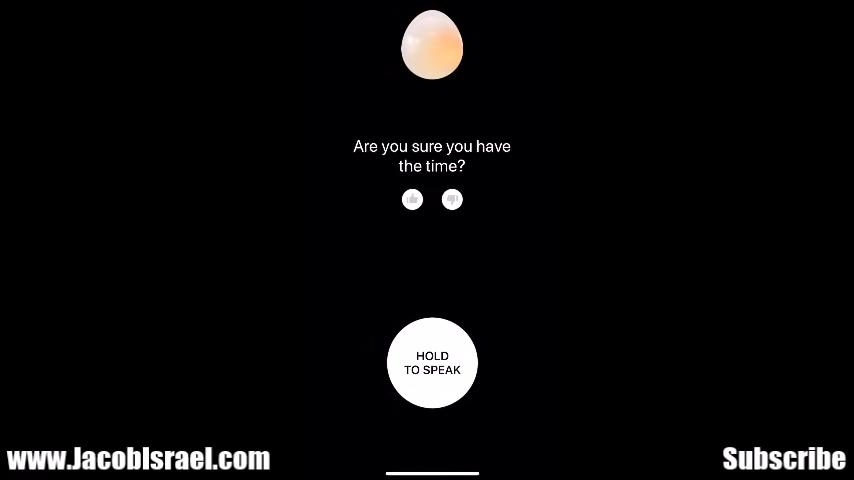 Are you sure you have
the time?
HOLD
TO SPEAK
www.JacobIsrael.com
Subscribe